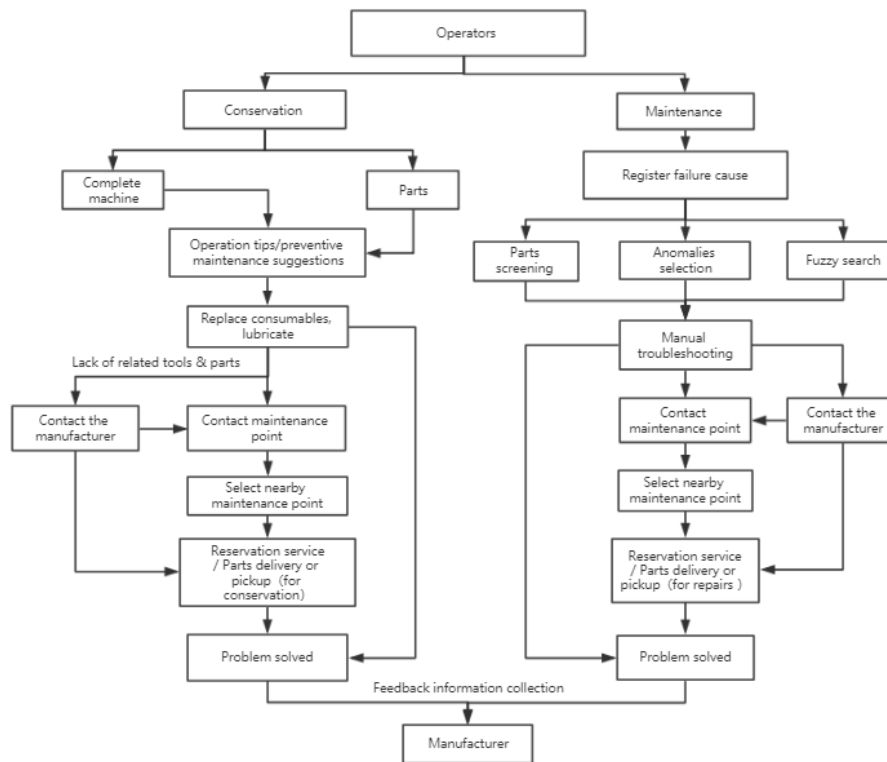 Operators
Conservation
Maintenance
Complete
machine
Parts
Register failure cause
Operation tips/preventive
maintenance suggestions
Parts
screening
Anomalies
selection
Fuzzy search
Replace consumables,
lubricate
Manual
troubleshooting
Lack of related tools & parts
Contact the
manufacturer
Contact maintenance
point
Contact
maintenance point
Contact the
manufacturer
Select nearby
maintenance point
Select nearby
maintenance point
Reservation service
/ Parts delivery or
pickup (for
conservation)
Reservation service
/ Parts delivery or
pickup (for repairs )
Problem solved
Problem solved
Feedback information collection
Manufacturer